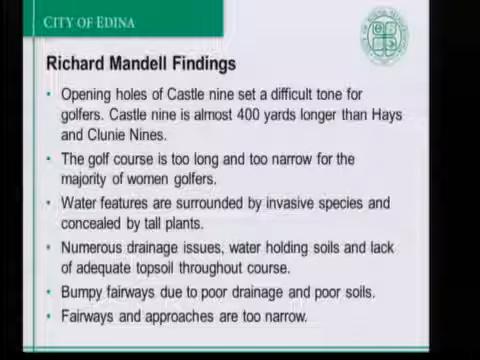 CITY OF EDINA
Richard Mandell Findings
• Opening holes of Castle nine set a difficult tone for
golfers. Castle nine is almost 400 yards longer than Hays
and Clunie Nines.
• The golf course is too long and too narrow for the
majority of women golfers.
• Water features are surrounded by invasive species and
concealed by tall plants.
• Numerous drainage issues, water holding soils and lack
of adequate topsoil throughout course.
• Bumpy fairways due to poor drainage and poor soils.
• Fairways and approaches are too narrow.